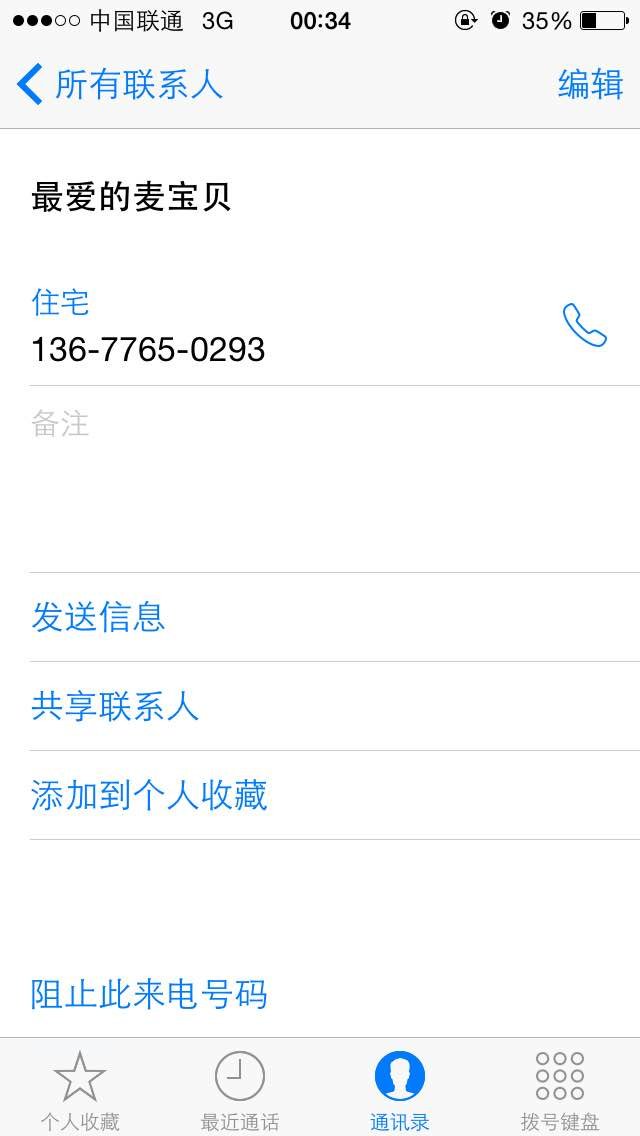 中国联通 3G 00:34 35%
所有联系人 编辑
最爱的麦宝贝
住宅
136-7765-0293
备注
发送信息
共享联系人
添加到个人收藏
阻止此来电号码
个人收藏 最近通话 通讯录 拨号键盘